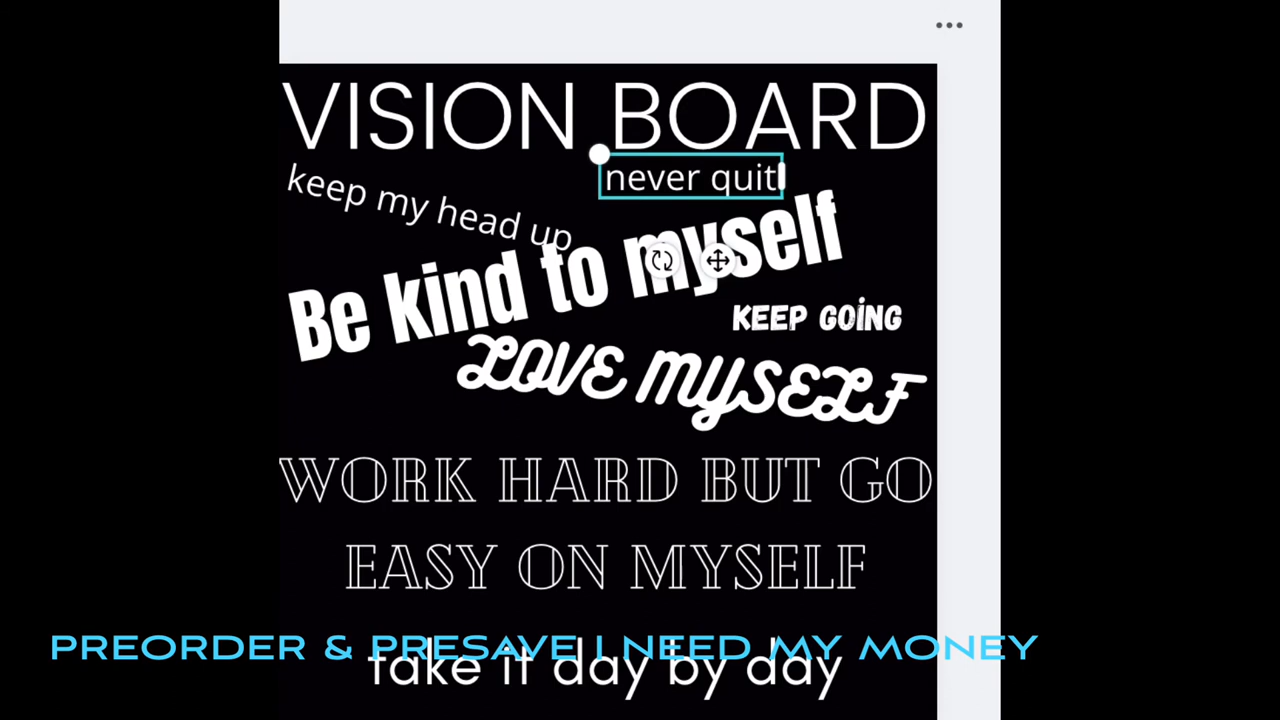 VISION BOARD
never quit
keep my head up
Be kind to myself
KEEP GOING
LOVE MYSELF
WORK HARD BUT GO
EASY ON MYSELF
PREORDER & PRESAVE I NEED MY MONEY
take it day by day